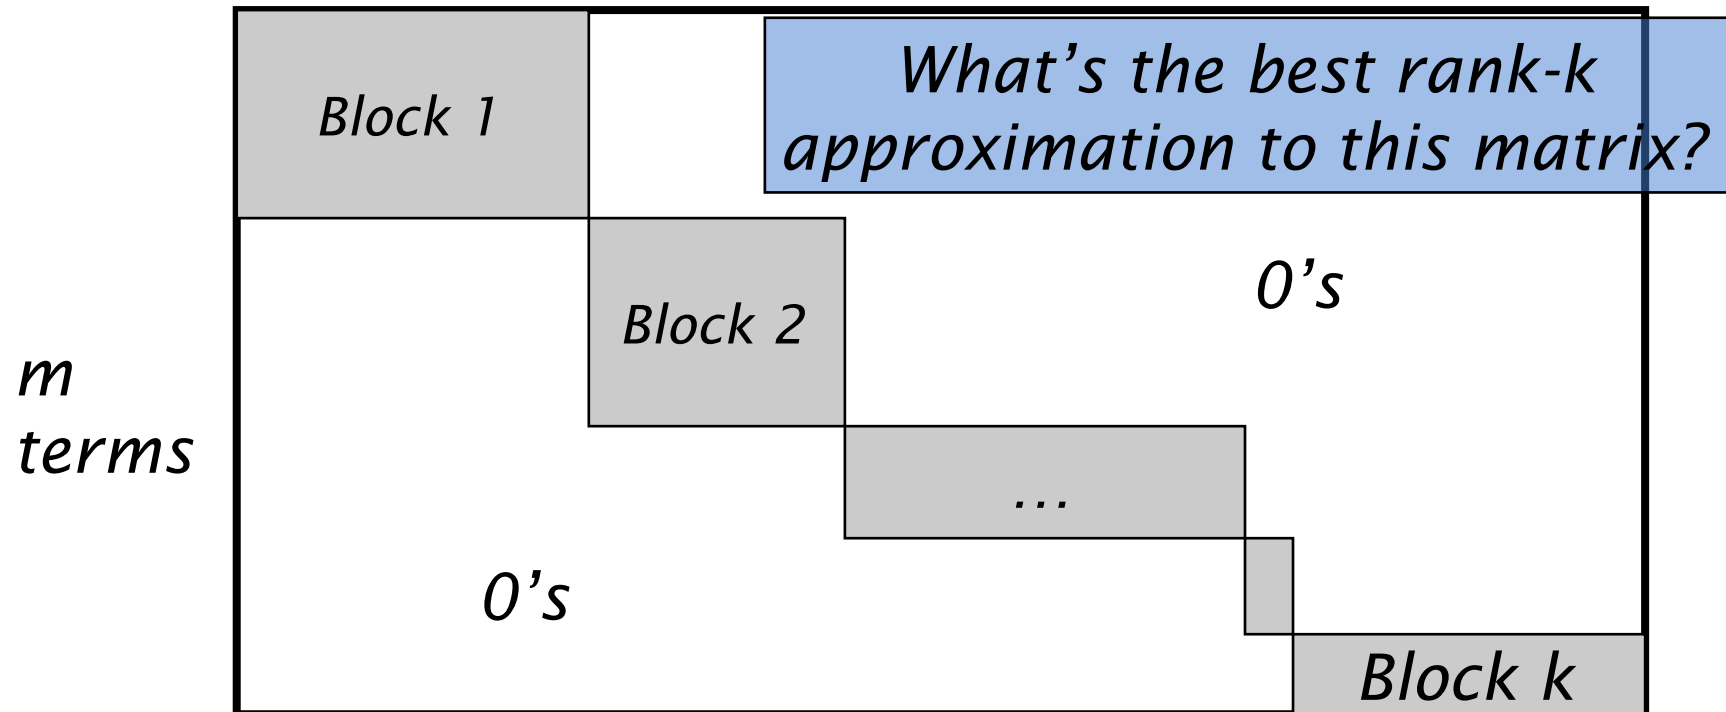 Block 1
What's the best rank-k
approximation to this matrix?
0's
Block 2
m
terms
...
0's
Block k